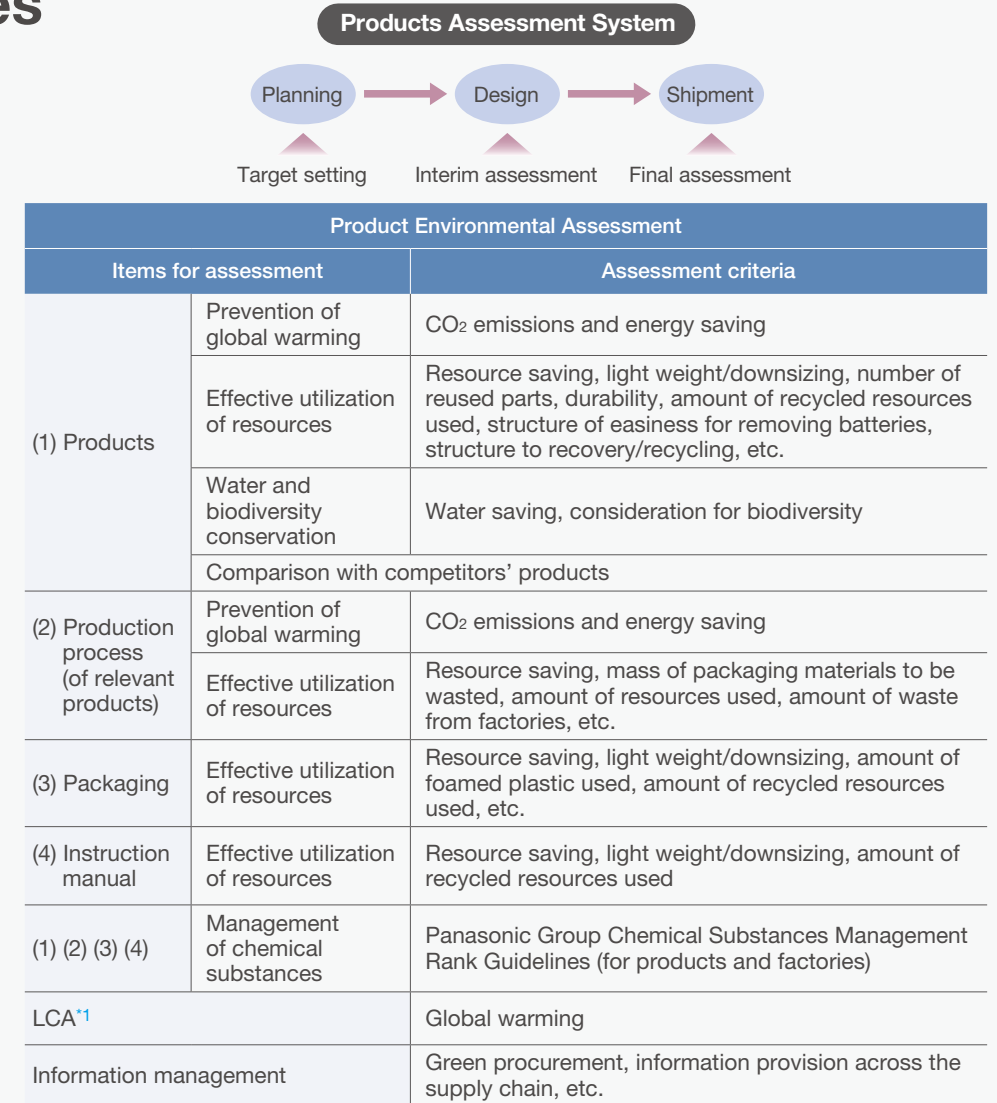 es
Products Assessment System
Planning
Design
Shipment
Target setting
Interim assessment
Final assessment
Product Environmental Assessment
Items for assessment
Assessment criteria
(1) Products
Prevention of
global warming
CO2 emissions and energy saving
Effective utilization
of resources
Resource saving, light weight/downsizing, number of
reused parts, durability, amount of recycled resources
used, structure of easiness for removing batteries,
structure to recovery/recycling, etc.
Water and
biodiversity
conservation
Water saving, consideration for biodiversity
Comparison with competitors’ products
(2) Production
process
(of relevant
products)
Prevention of
global warming
CO2 emissions and energy saving
Effective utilization
of resources
Resource saving, mass of packaging materials to be
wasted, amount of resources used, amount of waste
from factories, etc.
(3) Packaging
Effective utilization
of resources
Resource saving, light weight/downsizing, amount of
foamed plastic used, amount of recycled resources
used, etc.
(4) Instruction
manual
Effective utilization
of resources
Resource saving, light weight/downsizing, amount of
recycled resources used
(1) (2) (3) (4)
Management
of chemical
substances
Panasonic Group Chemical Substances Management
Rank Guidelines (for products and factories)
LCA*1
Global warming
Information management
Green procurement, information provision across the
supply chain, etc.